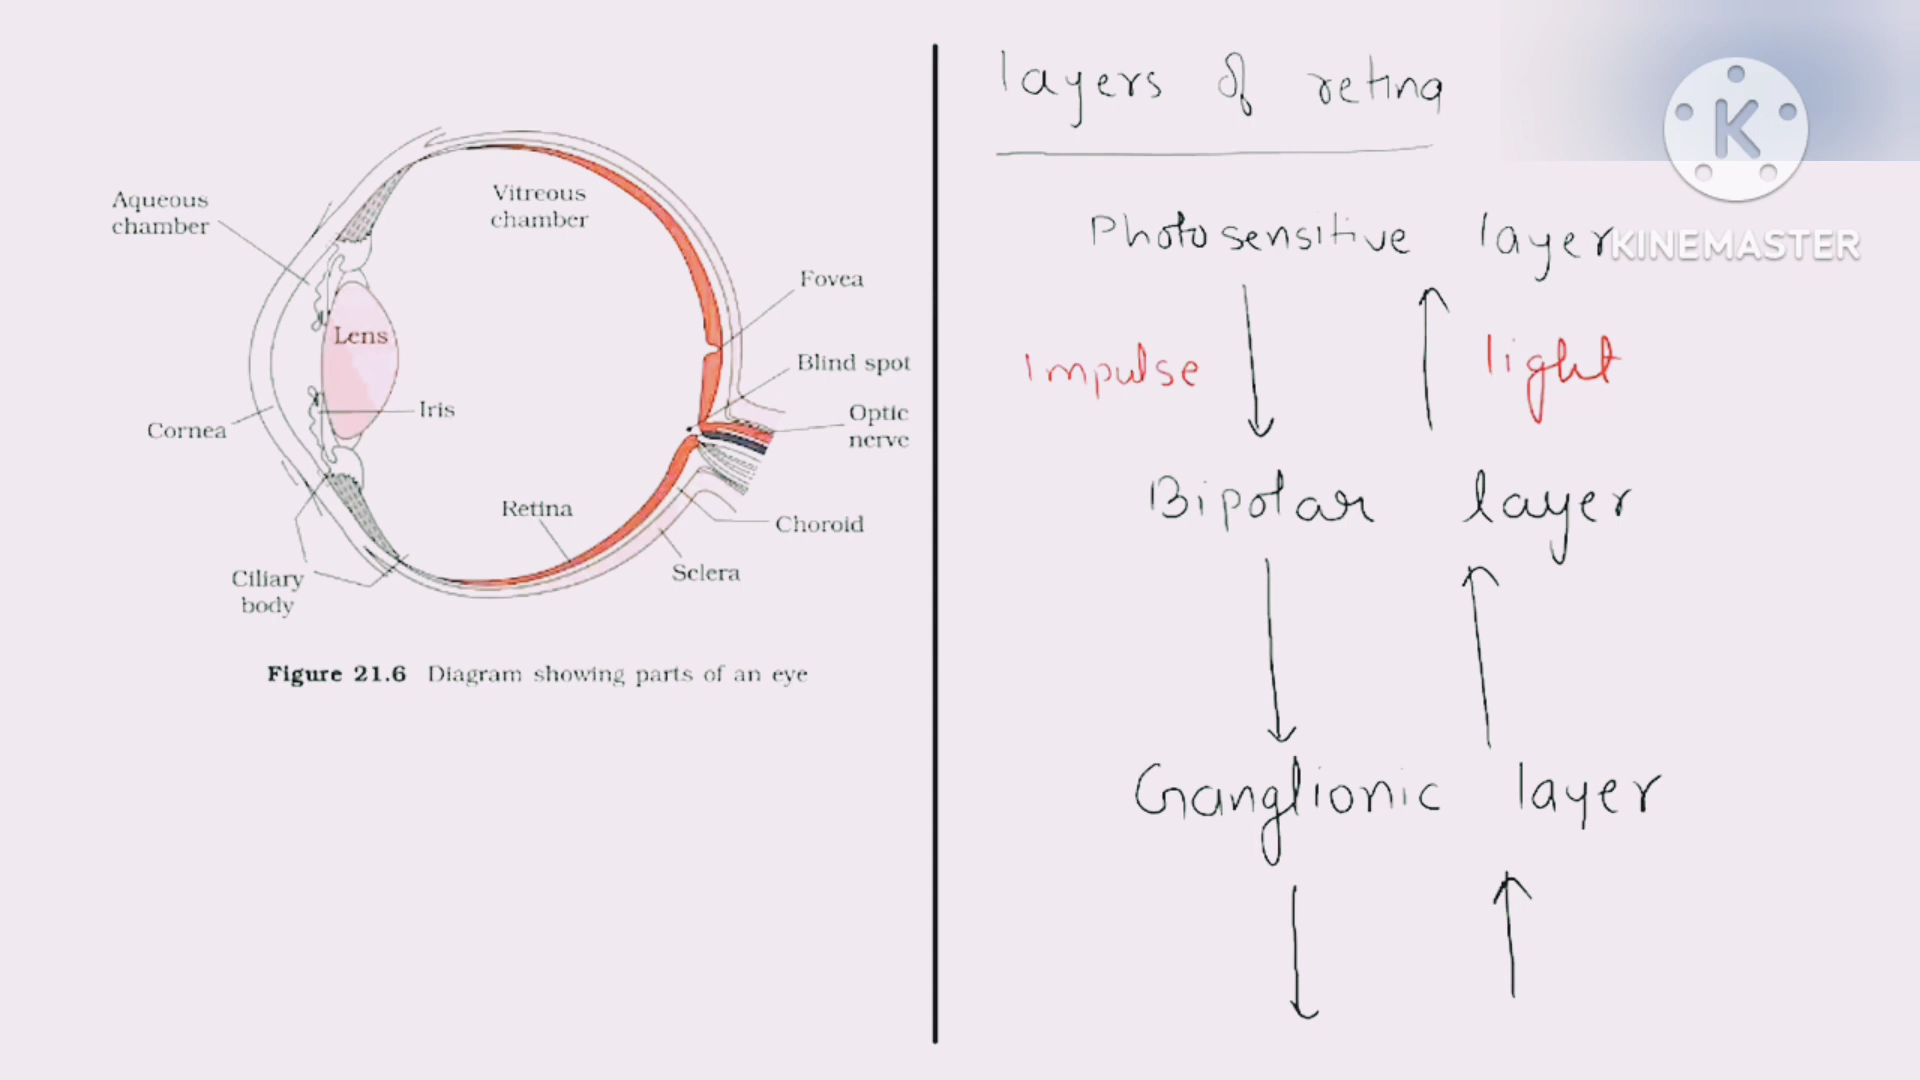 Aqueous
chamber
Vitreous
chamber
Fovea
Lens
Blind spot
Iris
Optic
nerve
Cornea
Retina
Choroid
Sclera
Ciliary
body
Figure 21.6 Diagram showing parts of an eye
layers of retina
K
KINEMASTER
Photosensitive layer
Impulse light
Bipolar layer
Ganglionic layer